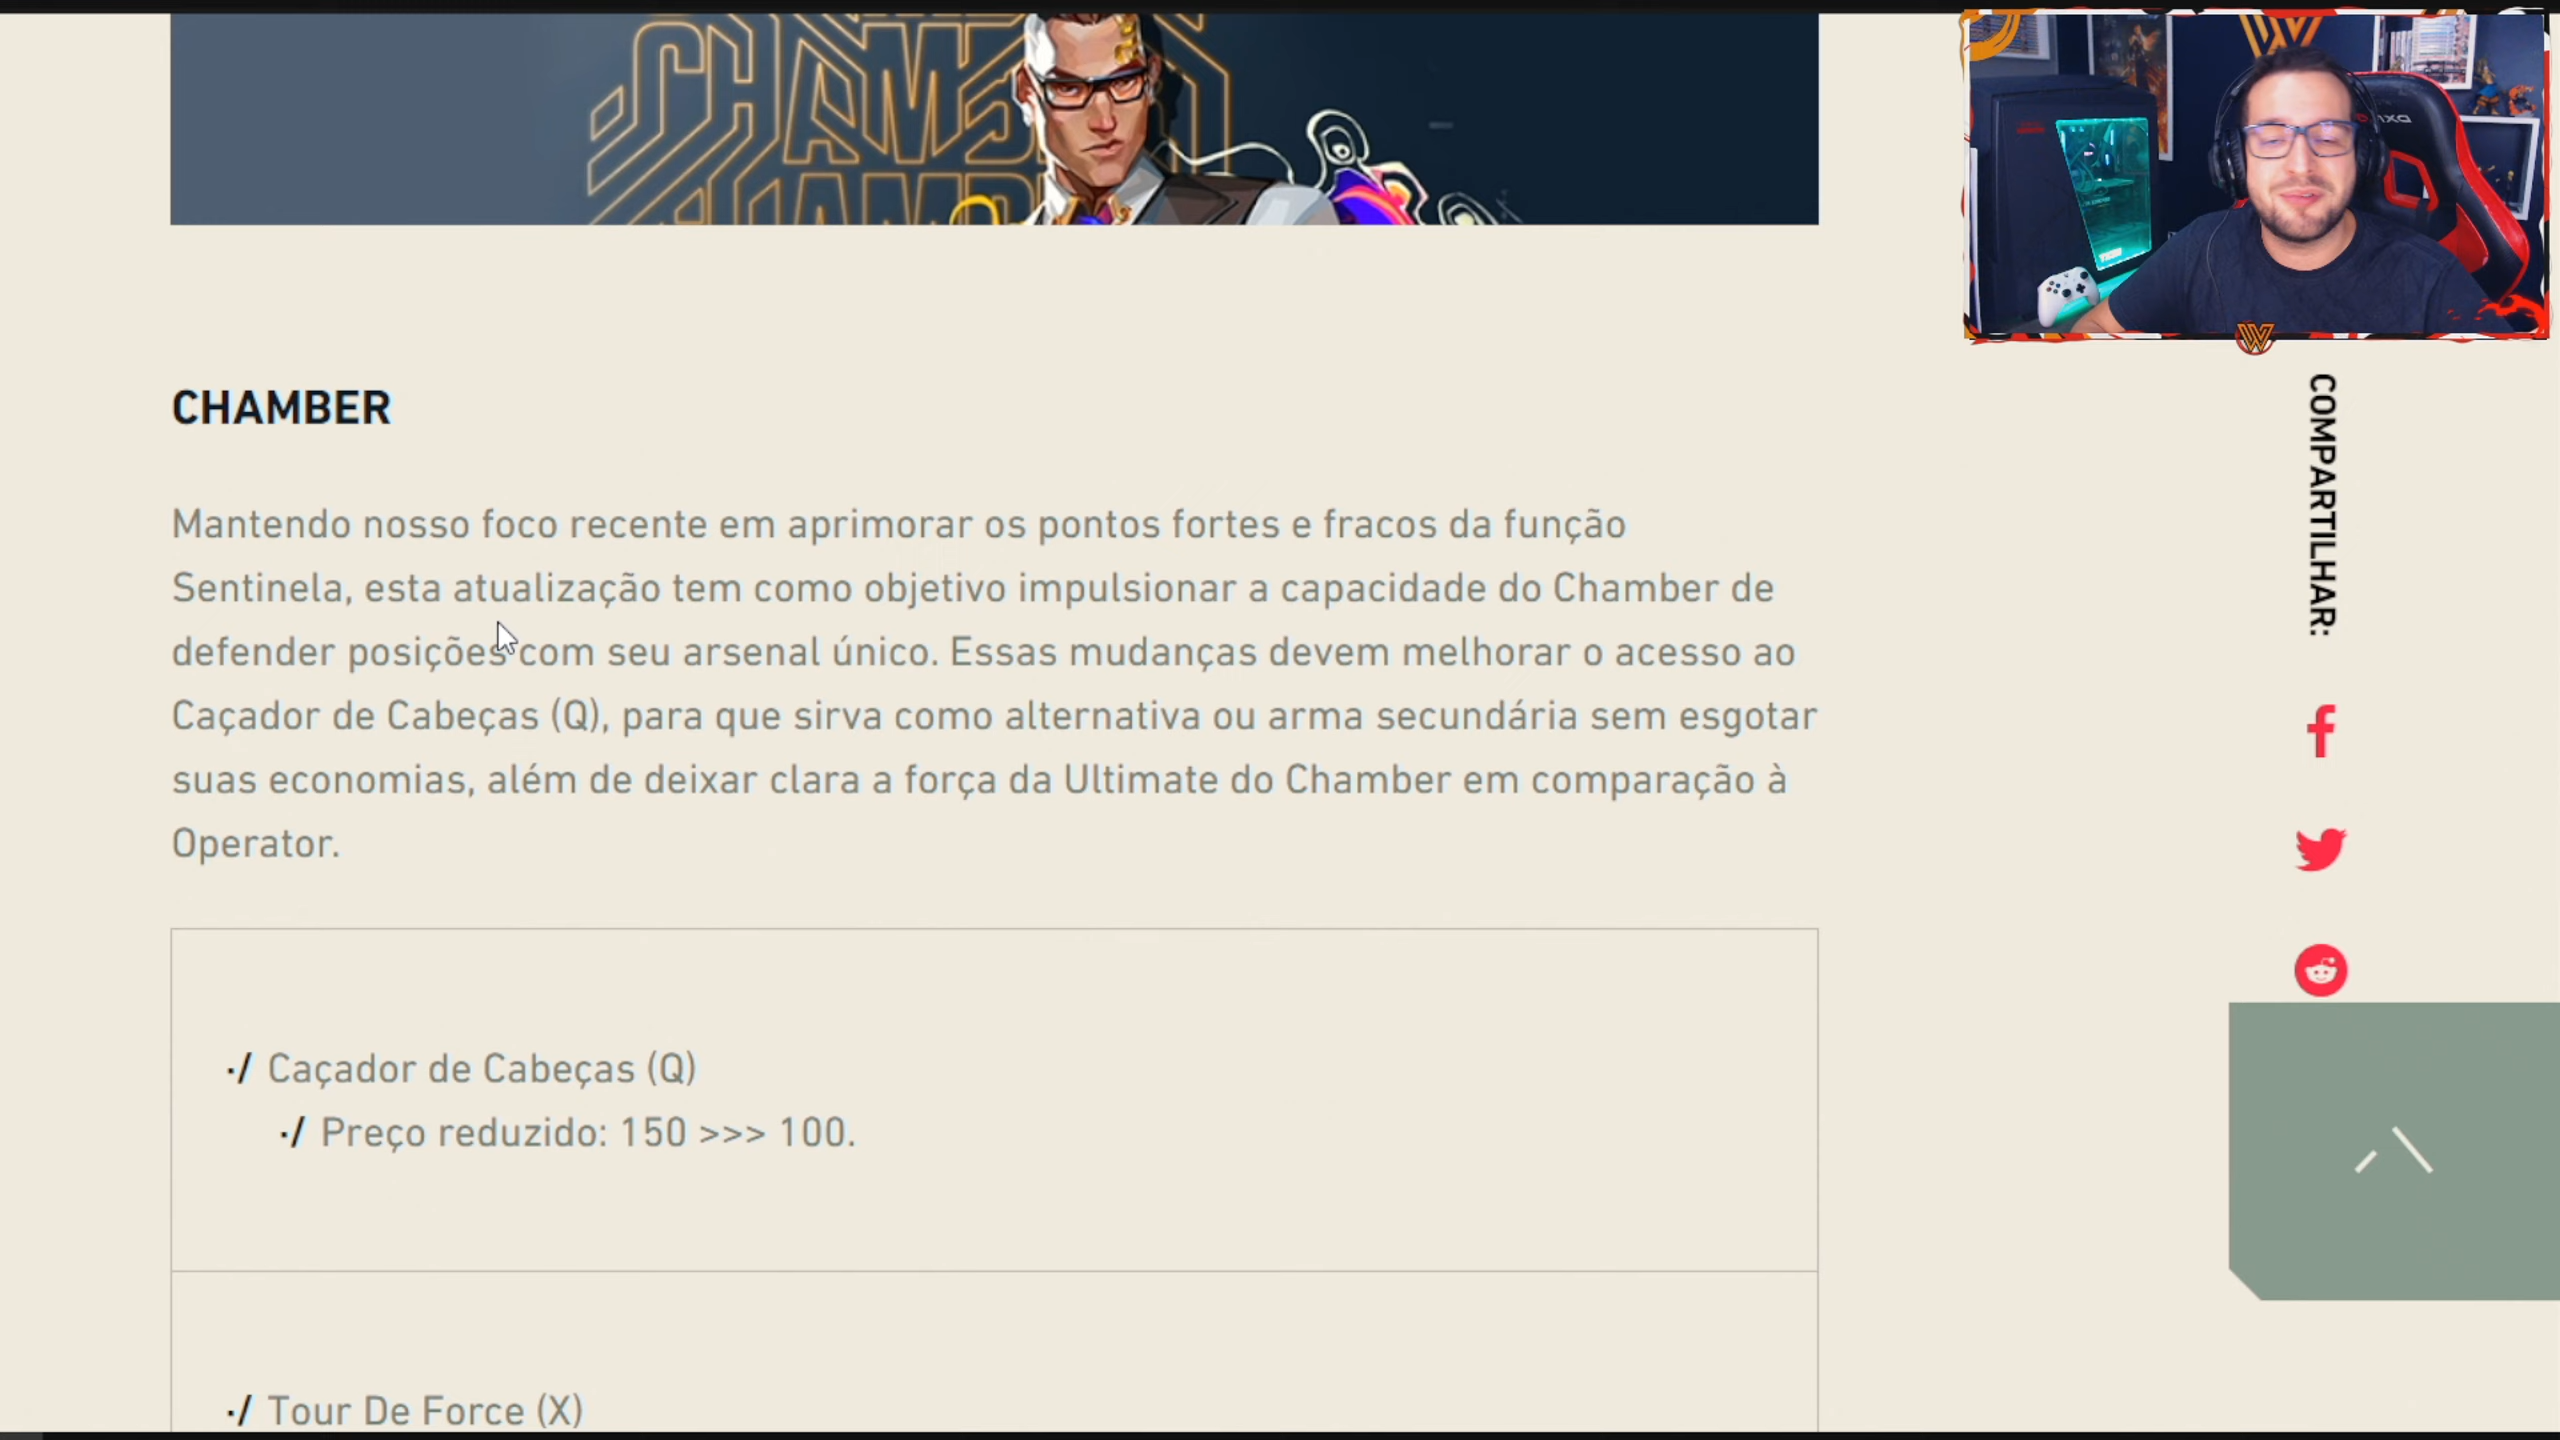 CHAMBER
Mantendo nosso foco recente em aprimorar os pontos fortes e fracos da função
Sentinela, esta atualização tem como objetivo impulsionar a capacidade do Chamber de
defender posições com seu arsenal único. Essas mudanças devem melhorar o acesso ao
Caçador de Cabeças (Q), para que sirva como alternativa ou arma secundária sem esgotar
suas economias, além de deixar clara a força da Ultimate do Chamber em comparação à
Operator.
·/ Caçador de Cabeças (Q)
·/ Preço reduzido: 150 >>> 100.
·/ Tour De Force (X)
COMPARTILHAR: